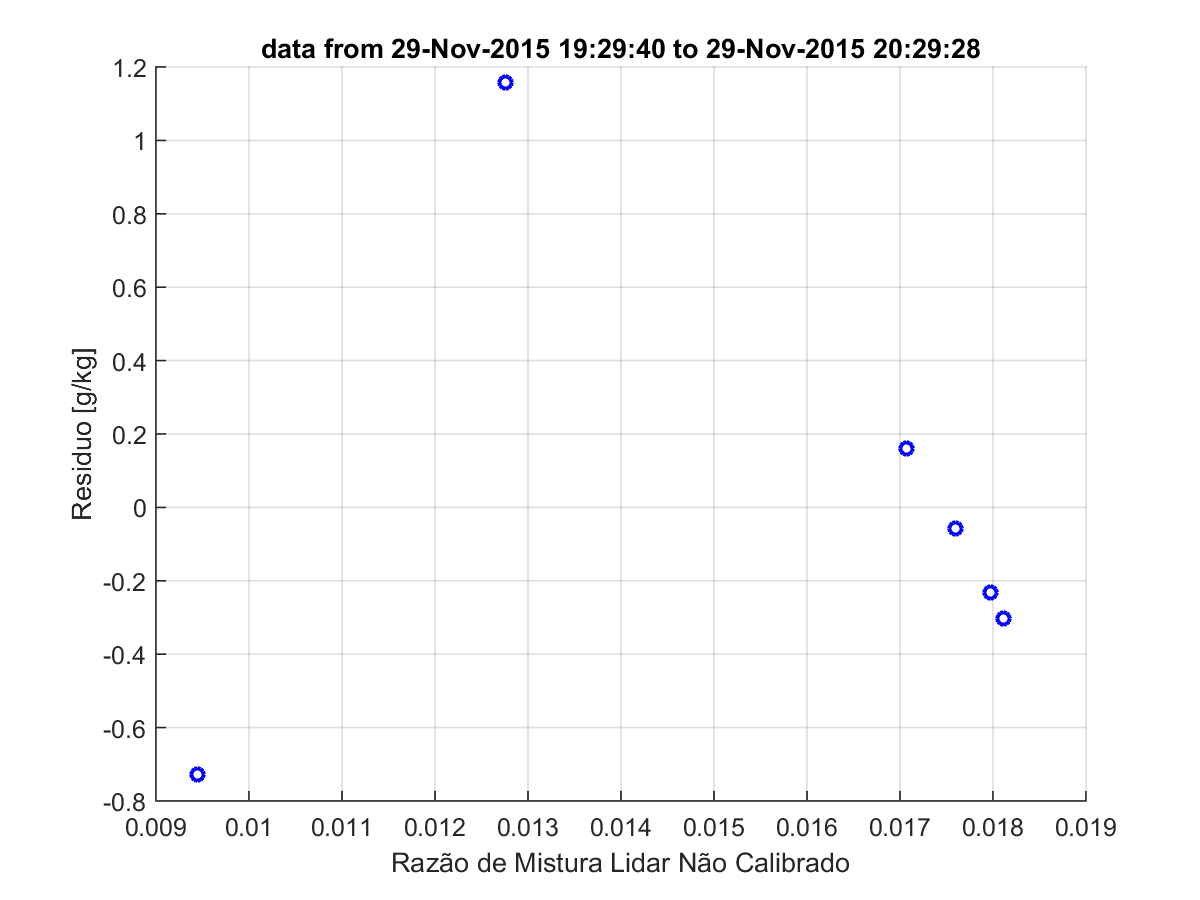 data from 29-Nov-2015 19:29:40 to 29-Nov-2015 20:29:28
1.2
1
0.8
0.6
0.4
0.2
0
-0.2
-0.4
-0.6
-0.8
Residuo [g/kg]
0.009 0.01 0.011 0.012 0.013 0.014 0.015 0.016 0.017 0.018 0.019
Razão de Mistura Lidar Não Calibrado